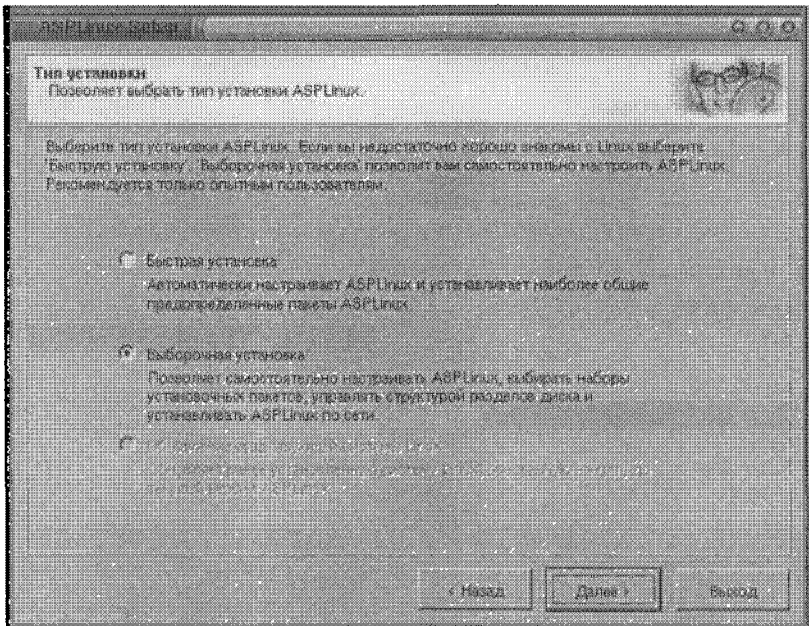 ASPLinux Setup
Тип установки
Позволяет выбрать тип установки ASPLinux.
Выберите тип установки ASPLinux. Если вы недостаточно хорошо знакомы с Linux выберите
'Быструю установку'. 'Выборочная установка' позволит вам самостоятельно настроить ASPLinux.
Рекомендуется только опытным пользователям.
Быстрая установка
Автоматически настраивает ASPLinux и устанавливает наиболее общие
предопределенные пакеты ASPLinux.
Выборочная установка
Позволяет самостоятельно настраивать ASPLinux, выбирать наборы
установочных пакетов, управлять структурой разделов диска и
устанавливать ASPLinux по сети.
< Назад
Далее >
Выход